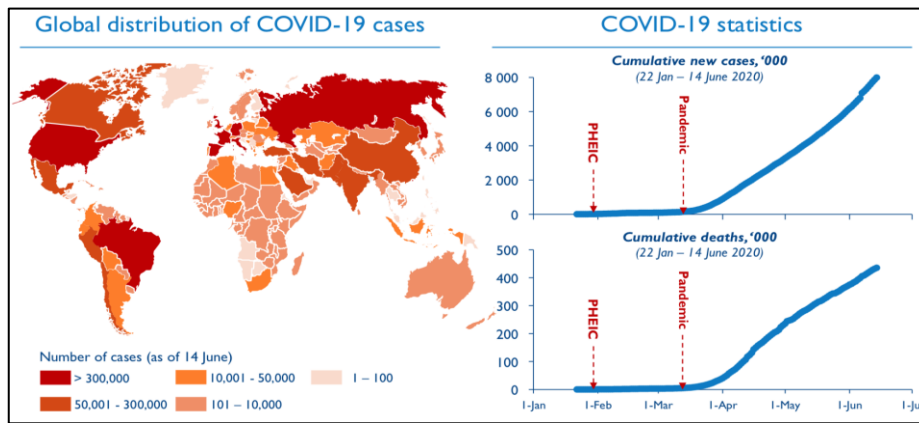 Global distribution of COVID-19 cases
Number of cases (as of 14 June)
> 300,000
10,001 - 50,000
1 – 100
50,001 - 300,000
101 – 10,000
COVID-19 statistics
Cumulative new cases,‘000
(22 Jan – 14 June 2020)
8 000
6 000
4 000
2 000
0
PHEIC
Pandemic
Cumulative deaths,‘000
(22 Jan – 14 June 2020)
500
400
300
200
100
0
PHEIC
Pandemic
1-Jan
1-Feb
1-Mar
1-Apr
1-May
1-Jun